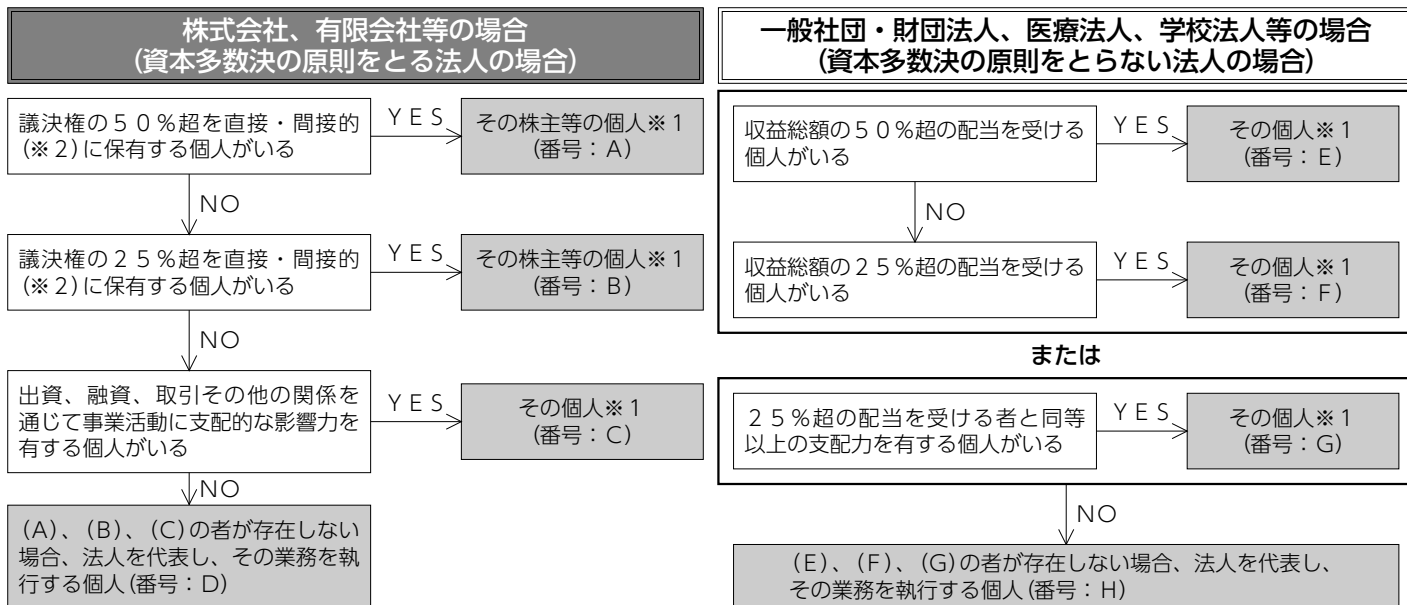 株式会社、有限会社等の場合
(資本多数決の原則をとる法人の場合)
議決権の５０％超を直接・間接的
(※２)に保有する個人がいる
ＹＥＳ
その株主等の個人※１
(番号：Ａ)
ＮＯ
議決権の２５％超を直接・間接的
(※２)に保有する個人がいる
ＹＥＳ
その株主等の個人※１
(番号：Ｂ)
ＮＯ
出資、融資、取引その他の関係を
通じて事業活動に支配的な影響力を
有する個人がいる
ＹＥＳ
その個人※１
(番号：Ｃ)
ＮＯ
(Ａ)、(Ｂ)、(Ｃ)の者が存在しない
場合、法人を代表し、その業務を執
行する個人(番号：Ｄ)
一般社団・財団法人、医療法人、学校法人等の場合
(資本多数決の原則をとらない法人の場合)
収益総額の５０％超の配当を受ける
個人がいる
ＹＥＳ
その個人※１
(番号：Ｅ)
ＮＯ
収益総額の２５％超の配当を受ける
個人がいる
ＹＥＳ
その個人※１
(番号：Ｆ)
または
２５％超の配当を受ける者と同等
以上の支配力を有する個人がいる
ＹＥＳ
その個人※１
(番号：Ｇ)
ＮＯ
(Ｅ)、(Ｆ)、(Ｇ)の者が存在しない場合、法人を代表し、
その業務を執行する個人(番号：Ｈ)